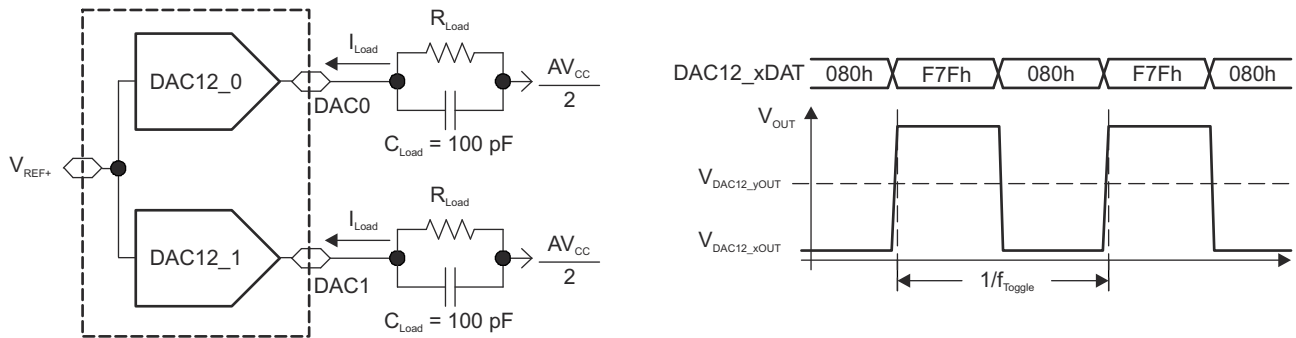 R_Load
I_Load
AV_CC
2
DAC12_0
DAC0
C_Load = 100 pF
V_REF+
R_Load
I_Load
AV_CC
2
DAC12_1
DAC1
C_Load = 100 pF
DAC12_xDAT 080h F7Fh 080h F7Fh 080h
V_OUT
V_DAC12_yOUT
V_DAC12_xOUT
1/f_Toggle